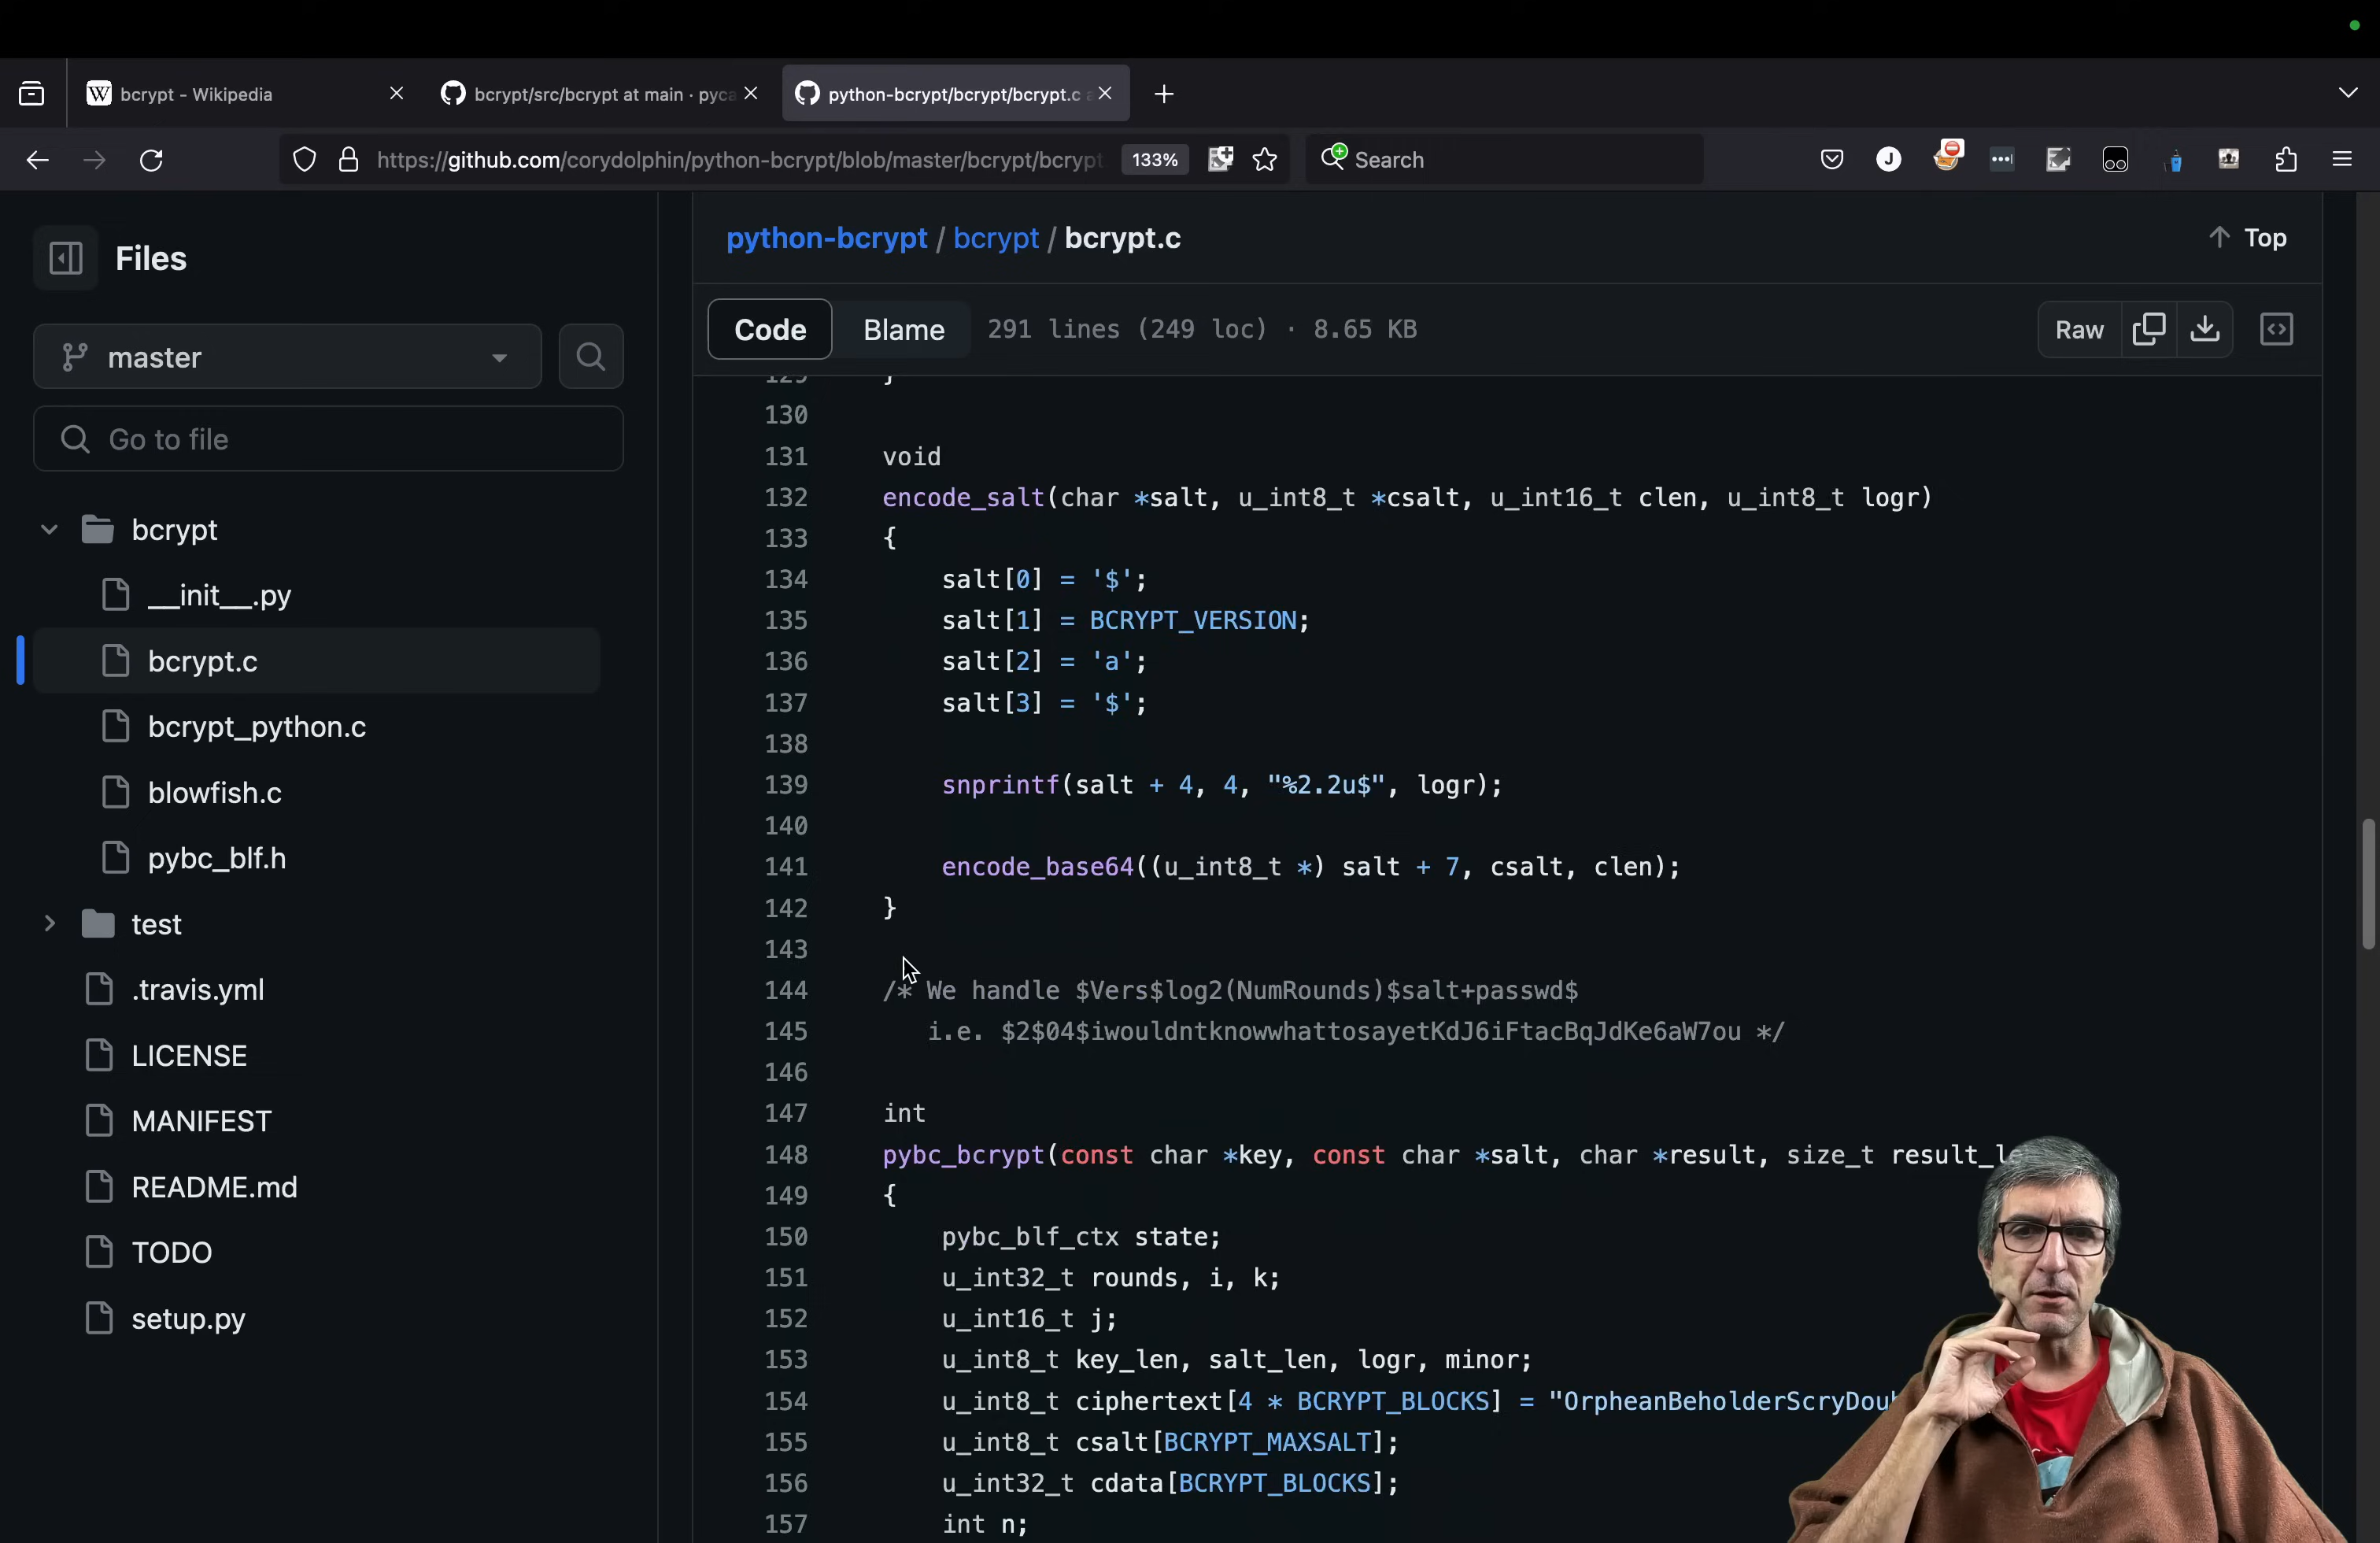 bcrypt - Wikipedia
bcrypt/src/bcrypt at main · pyca
python-bcrypt/bcrypt/bcrypt.c
https://github.com/corydolphin/python-bcrypt/blob/master/bcrypt/bcrypt
133%
Search
J
Files
master
Go to file
bcrypt
__init__.py
bcrypt.c
bcrypt_python.c
blowfish.c
pybc_blf.h
test
.travis.yml
LICENSE
MANIFEST
README.md
TODO
setup.py
python-bcrypt / bcrypt / bcrypt.c
Top
Code
Blame
291 lines (249 loc) · 8.65 KB
Raw
129 }
130
131 void
132 encode_salt(char *salt, u_int8_t *csalt, u_int16_t clen, u_int8_t logr)
133 {
134 salt[0] = '$';
135 salt[1] = BCRYPT_VERSION;
136 salt[2] = 'a';
137 salt[3] = '$';
138
139 snprintf(salt + 4, 4, "%2.2u$", logr);
140
141 encode_base64((u_int8_t *) salt + 7, csalt, clen);
142 }
143
144 /* We handle $Vers$log2(NumRounds)$salt+passwd$
145 i.e. $2$04$iwouldntknowwhattosayetKdJ6iFtacBqJdKe6aW7ou */
146
147 int
148 pybc_bcrypt(const char *key, const char *salt, char *result, size_t result_le
149 {
150 pybc_blf_ctx state;
151 u_int32_t rounds, i, k;
152 u_int16_t j;
153 u_int8_t key_len, salt_len, logr, minor;
154 u_int8_t ciphertext[4 * BCRYPT_BLOCKS] = "OrpheanBeholderScryDou
155 u_int8_t csalt[BCRYPT_MAXSALT];
156 u_int32_t cdata[BCRYPT_BLOCKS];
157 int n;